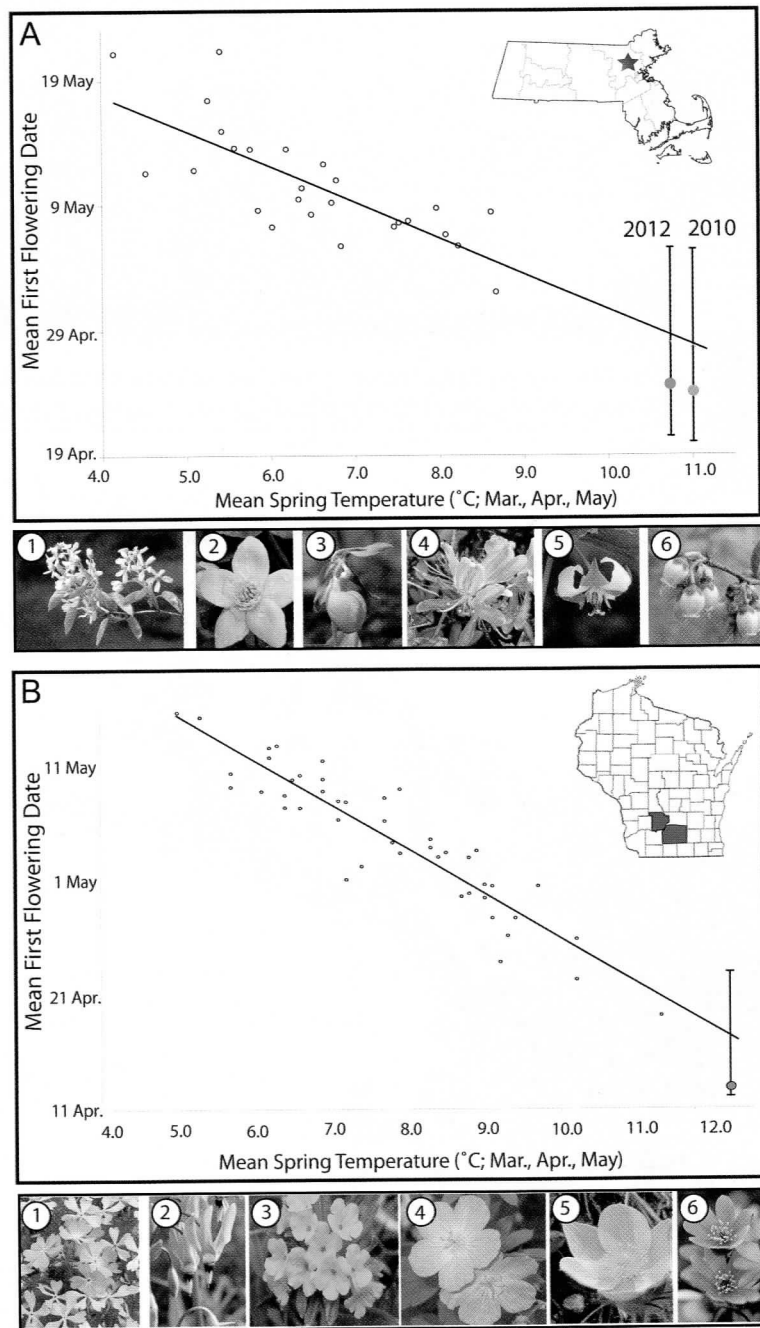 A
Mean First Flowering Date
19 May
9 May
29 Apr.
19 Apr.
2012 2010
4.0 5.0 6.0 7.0 8.0 9.0 10.0 11.0
Mean Spring Temperature (˚C; Mar., Apr., May)
1 2 3 4 5 6
B
Mean First Flowering Date
11 May
1 May
21 Apr.
11 Apr.
4.0 5.0 6.0 7.0 8.0 9.0 10.0 11.0 12.0
Mean Spring Temperature (˚C; Mar., Apr., May)
1 2 3 4 5 6